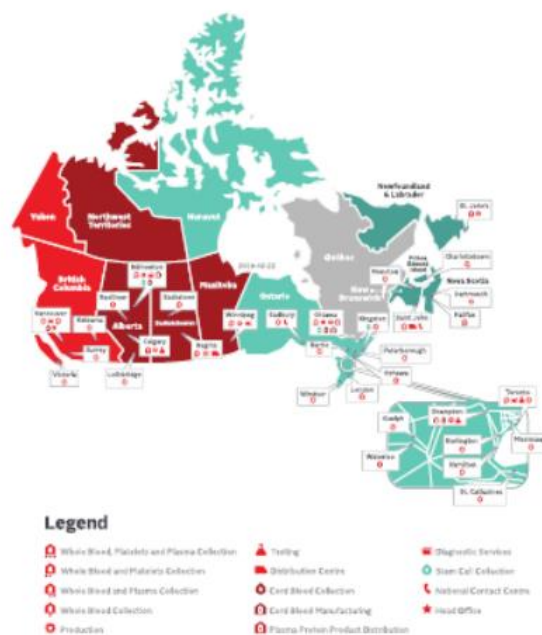 Newfoundland
& Labrador
St. John's
Yukon
Northwest
Territories
Nunavut
Quebec
Prince
Edward
Island
Charlottetown
Nova Scotia
Dartmouth
Halifax
Moncton
New
Brunswick
Saint John
British
Columbia
Edmonton
Manitoba
Ontario
Red Deer
Saskatoon
Alberta
Saskatchewan
Vancouver
Kelowna
Surrey
Victoria
Calgary
Lethbridge
Regina
Winnipeg
Sudbury
Ottawa
Kingston
Barrie
Peterborough
Oshawa
London
Windsor
Toronto
Guelph
Brampton
Burlington
Waterloo
Hamilton
Mississauga
St. Catharines
Legend
Whole Blood, Platelets and Plasma Collection
Whole Blood and Platelets Collection
Whole Blood and Plasma Collection
Whole Blood Collection
Production
Testing
Distribution Centre
Cord Blood Collection
Cord Blood Manufacturing
Plasma Protein Product Distribution
Diagnostic Services
Stem Cell Collection
National Contact Centre
Head Office